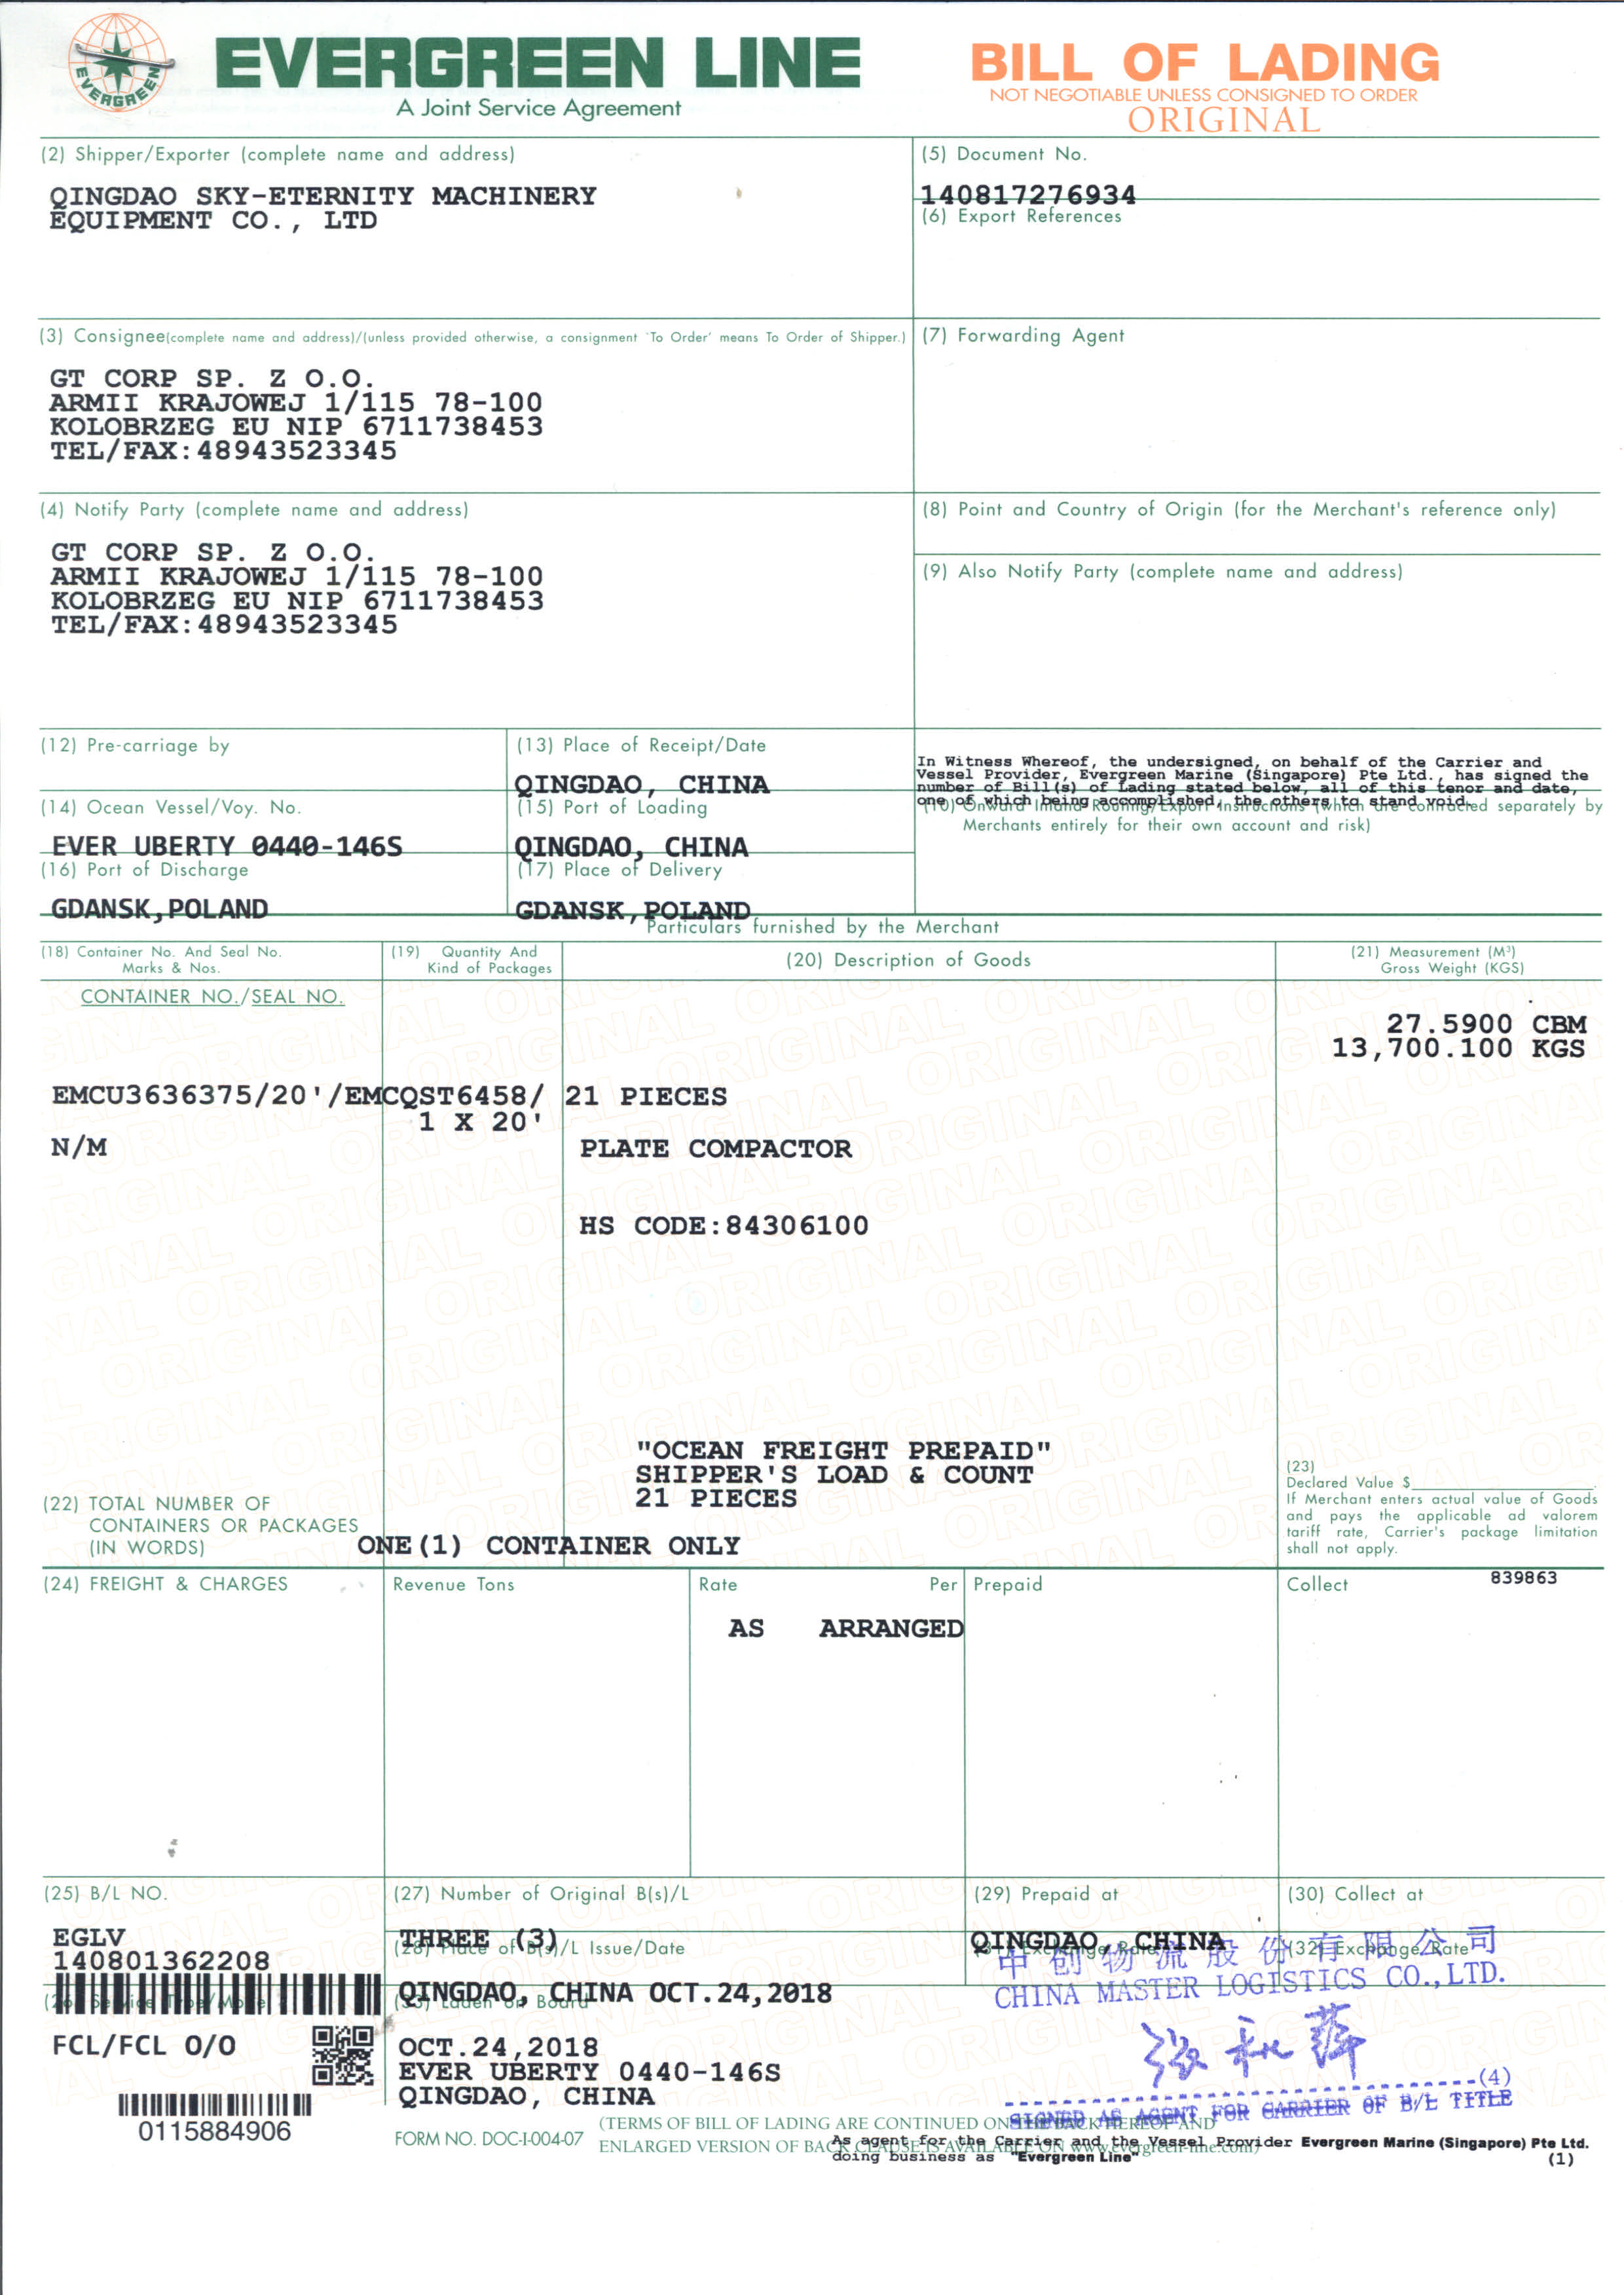 EVERGREEN
EVERGREEN LINE
A Joint Service Agreement
BILL OF LADING
NOT NEGOTIABLE UNLESS CONSIGNED TO ORDER
ORIGINAL
(2) Shipper/Exporter (complete name and address)
QINGDAO SKY-ETERNITY MACHINERY
EQUIPMENT CO., LTD
(5) Document No.
140817276934
(6) Export References
(3) Consignee(complete name and address)/(unless provided otherwise, a consignment 'To Order' means To Order of Shipper.)
GT CORP SP. Z O.O.
ARMII KRAJOWEJ 1/115 78-100
KOLOBRZEG EU NIP 6711738453
TEL/FAX:48943523345
(7) Forwarding Agent
(4) Notify Party (complete name and address)
GT CORP SP. Z O.O.
ARMII KRAJOWEJ 1/115 78-100
KOLOBRZEG EU NIP 6711738453
TEL/FAX:48943523345
(8) Point and Country of Origin (for the Merchant's reference only)
(9) Also Notify Party (complete name and address)
(12) Pre-carriage by
(13) Place of Receipt/Date
QINGDAO, CHINA
In Witness Whereof, the undersigned, on behalf of the Carrier and
Vessel Provider, Evergreen Marine (Singapore) Pte Ltd., has signed the
number of Bill(s) of Lading stated below, all of this tenor and date,
one of which being accomplished, the others to stand void.
(10) Onward Inland Routing/Export Instructions (which are contracted separately by
Merchants entirely for their own account and risk)
(14) Ocean Vessel/Voy. No.
EVER UBERTY 0440-146S
(15) Port of Loading
QINGDAO, CHINA
(16) Port of Discharge
GDANSK,POLAND
(17) Place of Delivery
GDANSK,POLAND
Particulars furnished by the Merchant
(18) Container No. And Seal No.
Marks & Nos.
(19) Quantity And
Kind of Packages
(20) Description of Goods
(21) Measurement (M³)
Gross Weight (KGS)
CONTAINER NO./SEAL NO.
27.5900 CBM
13,700.100 KGS
EMCU3636375/20'/EMCQST6458/ 21 PIECES
1 X 20'
N/M
PLATE COMPACTOR
HS CODE:84306100
"OCEAN FREIGHT PREPAID"
SHIPPER'S LOAD & COUNT
21 PIECES
(22) TOTAL NUMBER OF
CONTAINERS OR PACKAGES
(IN WORDS)
ONE(1) CONTAINER ONLY
(23)
Declared Value $
If Merchant enters actual value of Goods
and pays the applicable ad valorem
tariff rate, Carrier's package limitation
shall not apply.
(24) FREIGHT & CHARGES
Revenue Tons
Rate
Per
Prepaid
Collect
839863
AS ARRANGED
(25) B/L NO.
EGLV
140801362208
(27) Number of Original B(s)/L
THREE (3)
(29) Prepaid at
QINGDAO, CHINA
(30) Collect at
(28) Place of B(s)/L Issue/Date
QINGDAO, CHINA OCT.24,2018
(31) Exchange Rate
(32) Exchange Rate
中创物流股份有限公司
CHINA MASTER LOGISTICS CO.,LTD.
(26) Service Type/Mode
FCL/FCL O/O
(33) Laden on Board
OCT.24,2018
EVER UBERTY 0440-146S
QINGDAO, CHINA
(4)
SIGNED AS AGENT FOR CARRIER OF B/L TITLE
0115884906
FORM NO. DOC-I-004-07
(TERMS OF BILL OF LADING ARE CONTINUED ON THE BACK HEREOF AND
ENLARGED VERSION OF BACK CLAUSE IS AVAILABLE ON www.evergreen-line.com)
As agent for the Carrier and the Vessel Provider Evergreen Marine (Singapore) Pte Ltd.
doing business as "Evergreen Line"
(1)